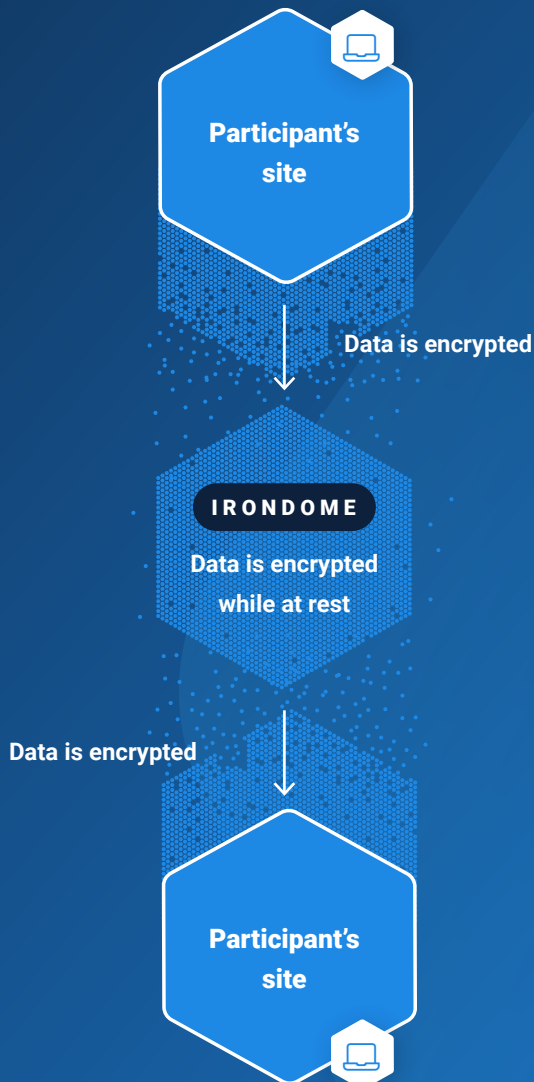 Participant's
site
Data is encrypted
IRONDOME
Data is encrypted
while at rest
Data is encrypted
Participant's
site